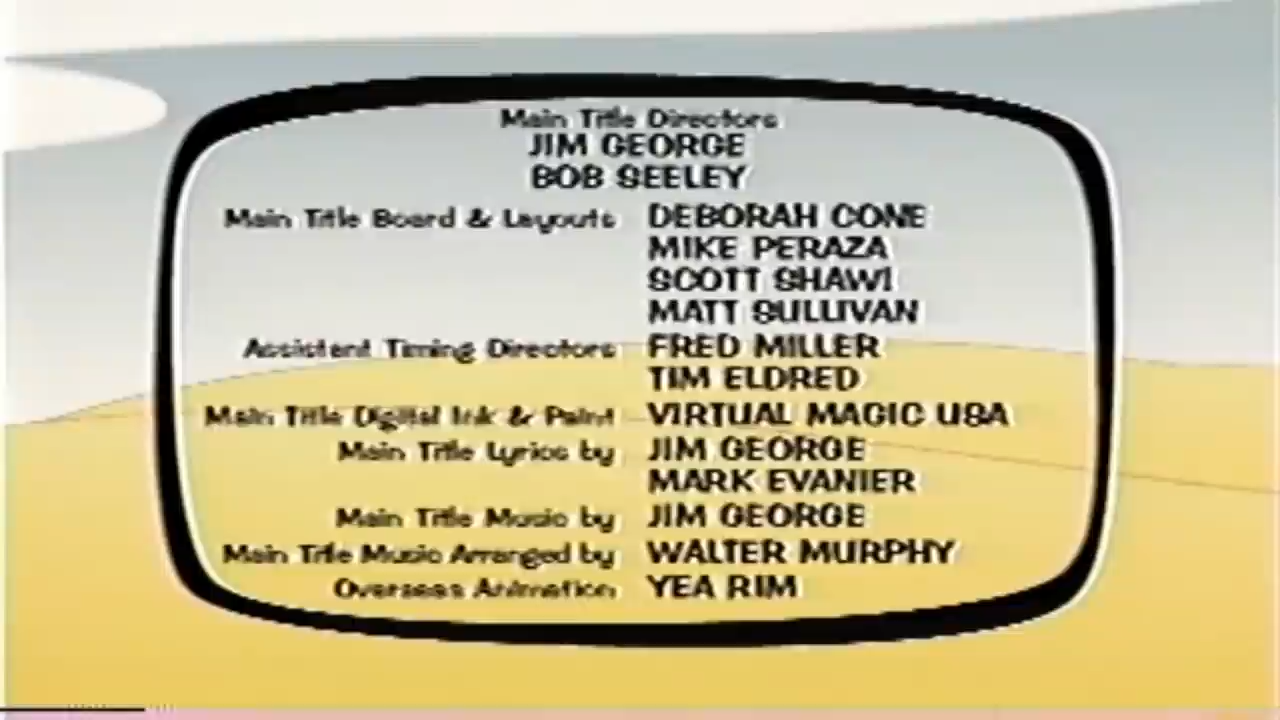 Main Title Directors
JIM GEORGE
BOB SEELEY
Main Title Board & Layouts DEBORAH CONE
MIKE PERAZA
SCOTT SHAW!
MATT SULLIVAN
Assistant Timing Directors FRED MILLER
TIM ELDRED
Main Title Digital Ink & Paint VIRTUAL MAGIC USA
Main Title Lyrics by JIM GEORGE
MARK EVANIER
Main Title Music by JIM GEORGE
Main Title Music Arranged by WALTER MURPHY
Overseas Animation YEA RIM